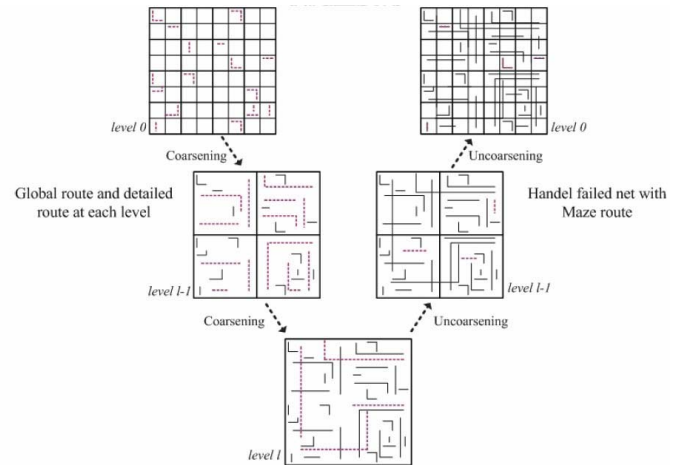 level 0
level 0
Coarsening
Uncoarsening
Global route and detailed
route at each level
Handel failed net with
Maze route
level l-1
level l-1
Coarsening
Uncoarsening
level l